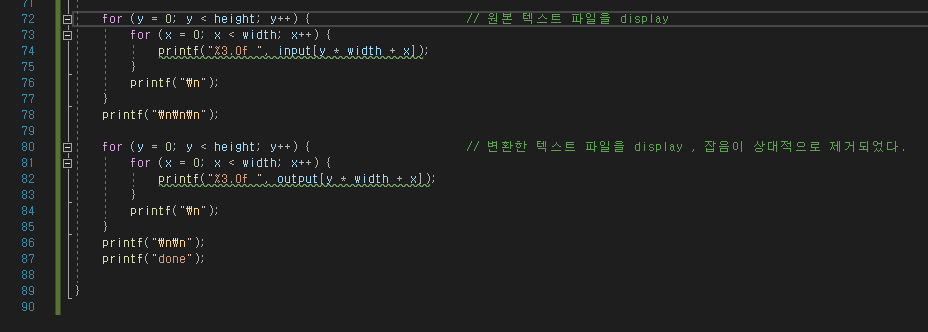 71
72 for (y = 0; y < height; y++) { // 원본 텍스트 파일을 display
73 for (x = 0; x < width; x++) {
74 printf("%3.0f ", input[y * width + x]);
75 }
76 printf("₩n");
77 }
78 printf("₩n₩n₩n");
79
80 for (y = 0; y < height; y++) { // 변환한 텍스트 파일을 display , 잡음이 상대적으로 제거되었다.
81 for (x = 0; x < width; x++) {
82 printf("%3.0f ", output[y * width + x]);
83 }
84 printf("₩n");
85 }
86 printf("₩n₩n");
87 printf("done");
88
89 }
90